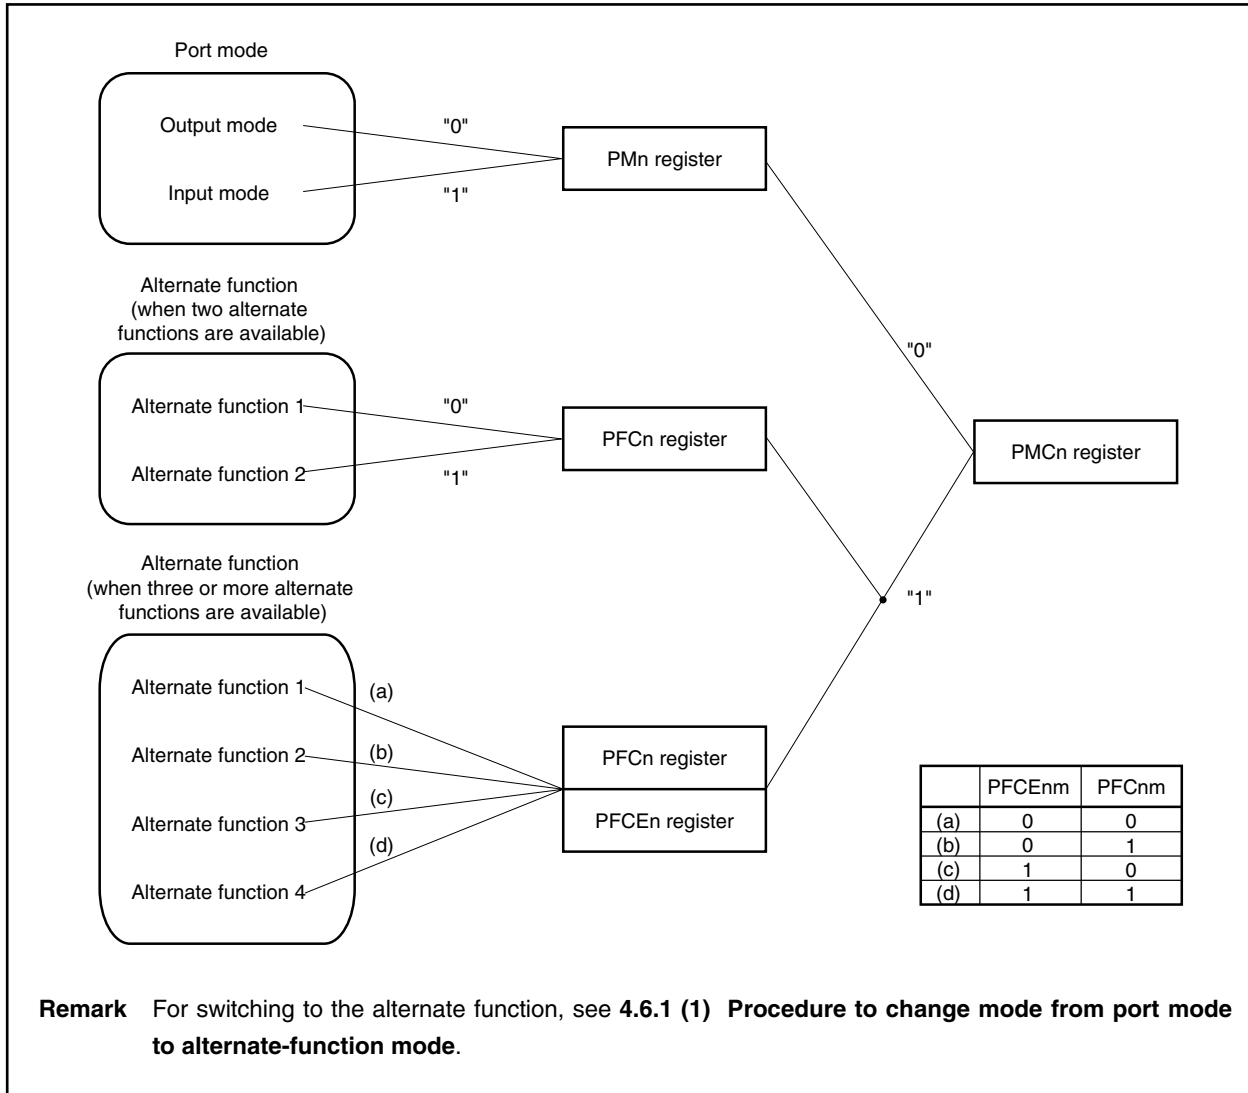 Port mode
Output mode
"0"
PMn register
Input mode
"1"
Alternate function
(when two alternate
functions are available)
"0"
Alternate function 1
"0"
PFCn register
PMCn register
Alternate function 2
"1"
Alternate function
(when three or more alternate
functions are available)
"1"
Alternate function 1
(a)
Alternate function 2
(b)
PFCn register
Alternate function 3
(c)
PFCEn register
(d)
Alternate function 4
PFCEnm PFCnm
(a) 0 0
(b) 0 1
(c) 1 0
(d) 1 1
Remark For switching to the alternate function, see 4.6.1 (1) Procedure to change mode from port mode
to alternate-function mode.